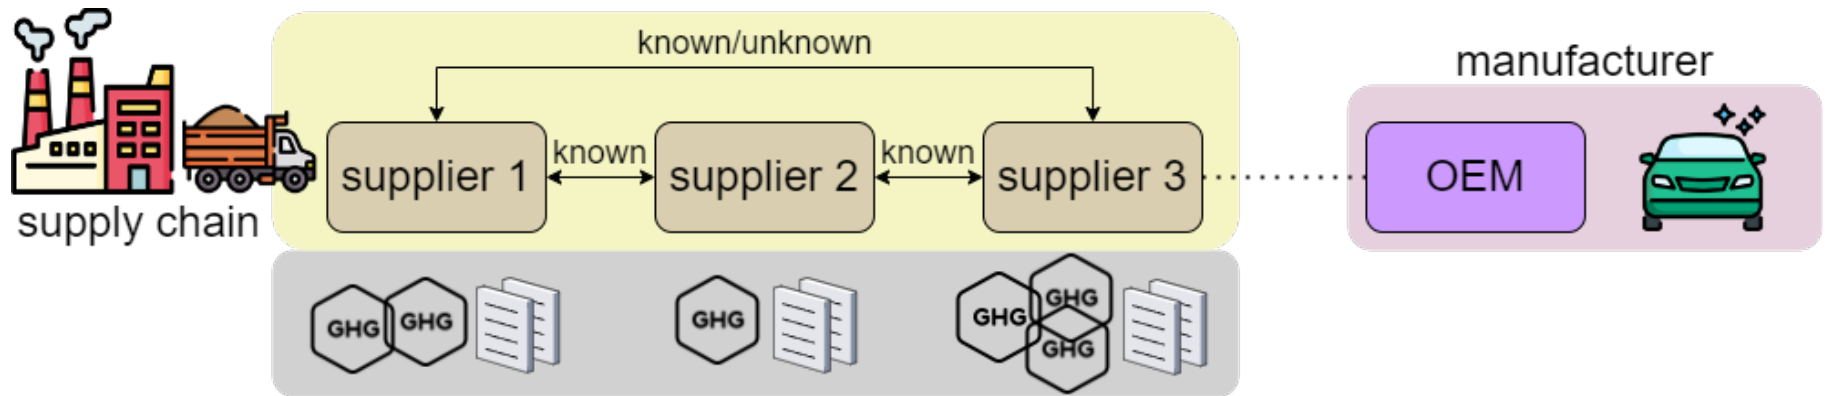 known/unknown
manufacturer
supplier 1
known
supplier 2
known
supplier 3
OEM
supply chain
GHG
GHG
GHG
GHG
GHG
GHG